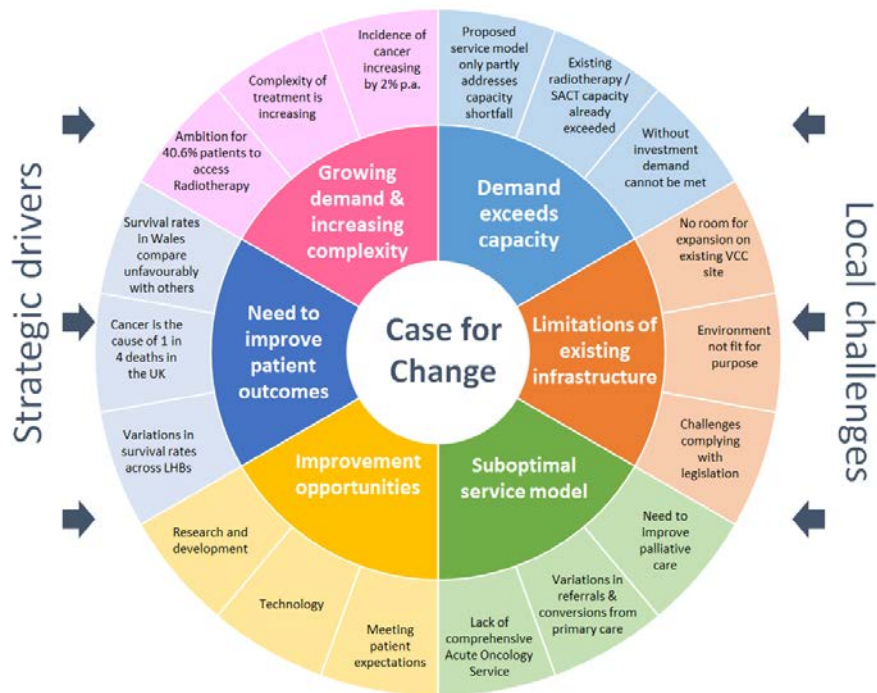 Strategic drivers
Local challenges
Case for
Change
Growing
demand &
increasing
complexity
Incidence of
cancer
increasing
by 2% p.a.
Complexity of
treatment is
increasing
Ambition for
40.6% patients to
access
Radiotherapy
Demand
exceeds
capacity
Proposed
service model
only partly
addresses
capacity
shortfall
Existing
radiotherapy /
SACT capacity
already
exceeded
Without
investment
demand
cannot be met
Limitations of
existing
infrastructure
No room for
expansion on
existing VCC
site
Environment
not fit for
purpose
Challenges
complying
with
legislation
Suboptimal
service model
Need to
Improve
palliative
care
Variations in
referrals &
conversions from
primary care
Lack of
comprehensive
Acute Oncology
Service
Improvement
opportunities
Meeting
patient
expectations
Technology
Research and
development
Need to
improve
patient
outcomes
Variations in
survival rates
across LHBs
Cancer is the
cause of 1 in
4 deaths in
the UK
Survival rates
in Wales
compare
unfavourably
with others